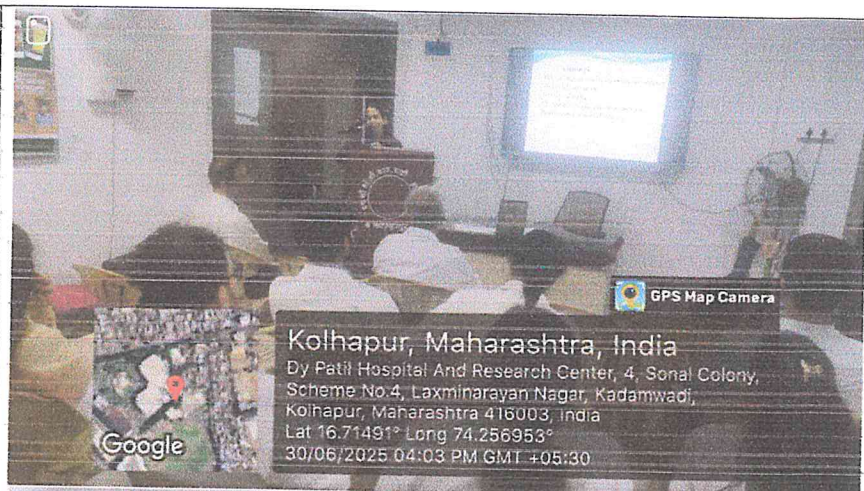 GPS Map Camera
Kolhapur, Maharashtra, India
Dy Patil Hospital And Research Center, 4, Sonal Colony,
Scheme No.4, Laxminarayan Nagar, Kadamwadi,
Kolhapur, Maharashtra 416003, India
Lat 16.71491° Long 74.256953°
30/06/2025 04:03 PM GMT +05:30
Google